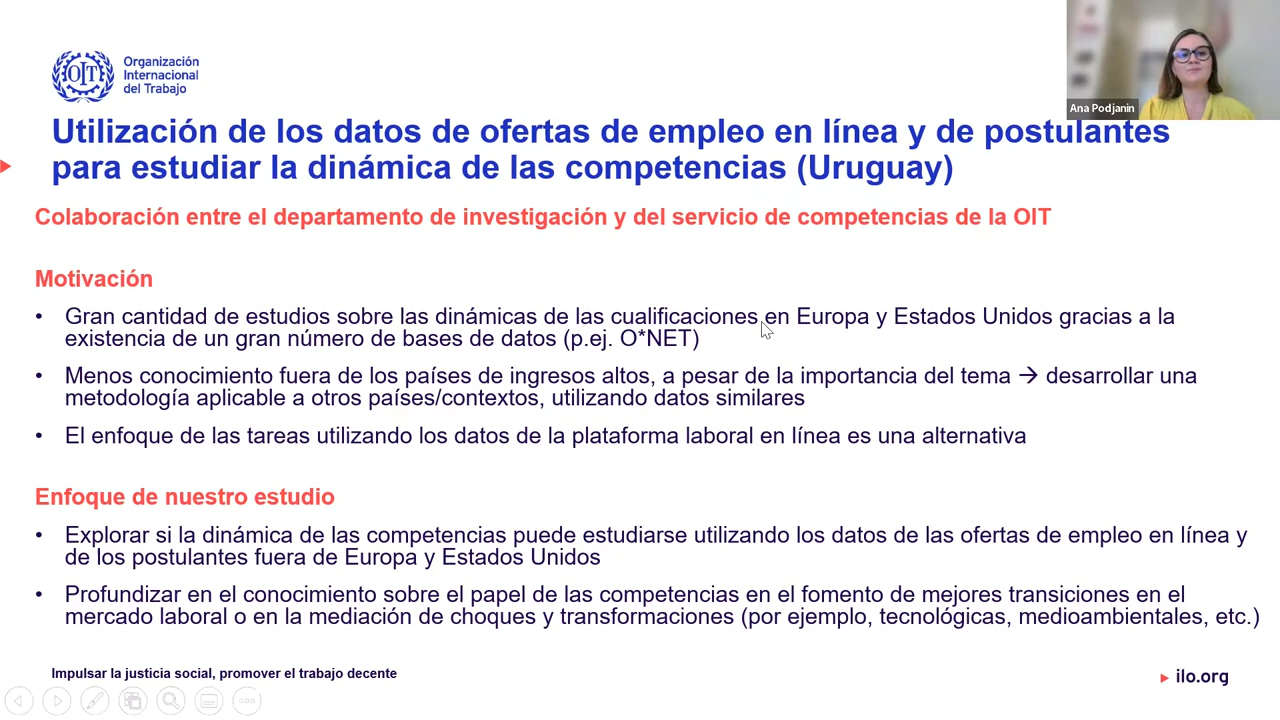 Organización
Internacional
del Trabajo
OIT
Ana Podjanin
Utilización de los datos de ofertas de empleo en línea y de postulantes
para estudiar la dinámica de las competencias (Uruguay)
Colaboración entre el departamento de investigación y del servicio de competencias de la OIT
Motivación
• Gran cantidad de estudios sobre las dinámicas de las cualificaciones en Europa y Estados Unidos gracias a la
existencia de un gran número de bases de datos (p.ej. O*NET)
• Menos conocimiento fuera de los países de ingresos altos, a pesar de la importancia del tema → desarrollar una
metodología aplicable a otros países/contextos, utilizando datos similares
• El enfoque de las tareas utilizando los datos de la plataforma laboral en línea es una alternativa
Enfoque de nuestro estudio
• Explorar si la dinámica de las competencias puede estudiarse utilizando los datos de las ofertas de empleo en línea y
de los postulantes fuera de Europa y Estados Unidos
• Profundizar en el conocimiento sobre el papel de las competencias en el fomento de mejores transiciones en el
mercado laboral o en la mediación de choques y transformaciones (por ejemplo, tecnológicas, medioambientales, etc.)
Impulsar la justicia social, promover el trabajo decente
ilo.org